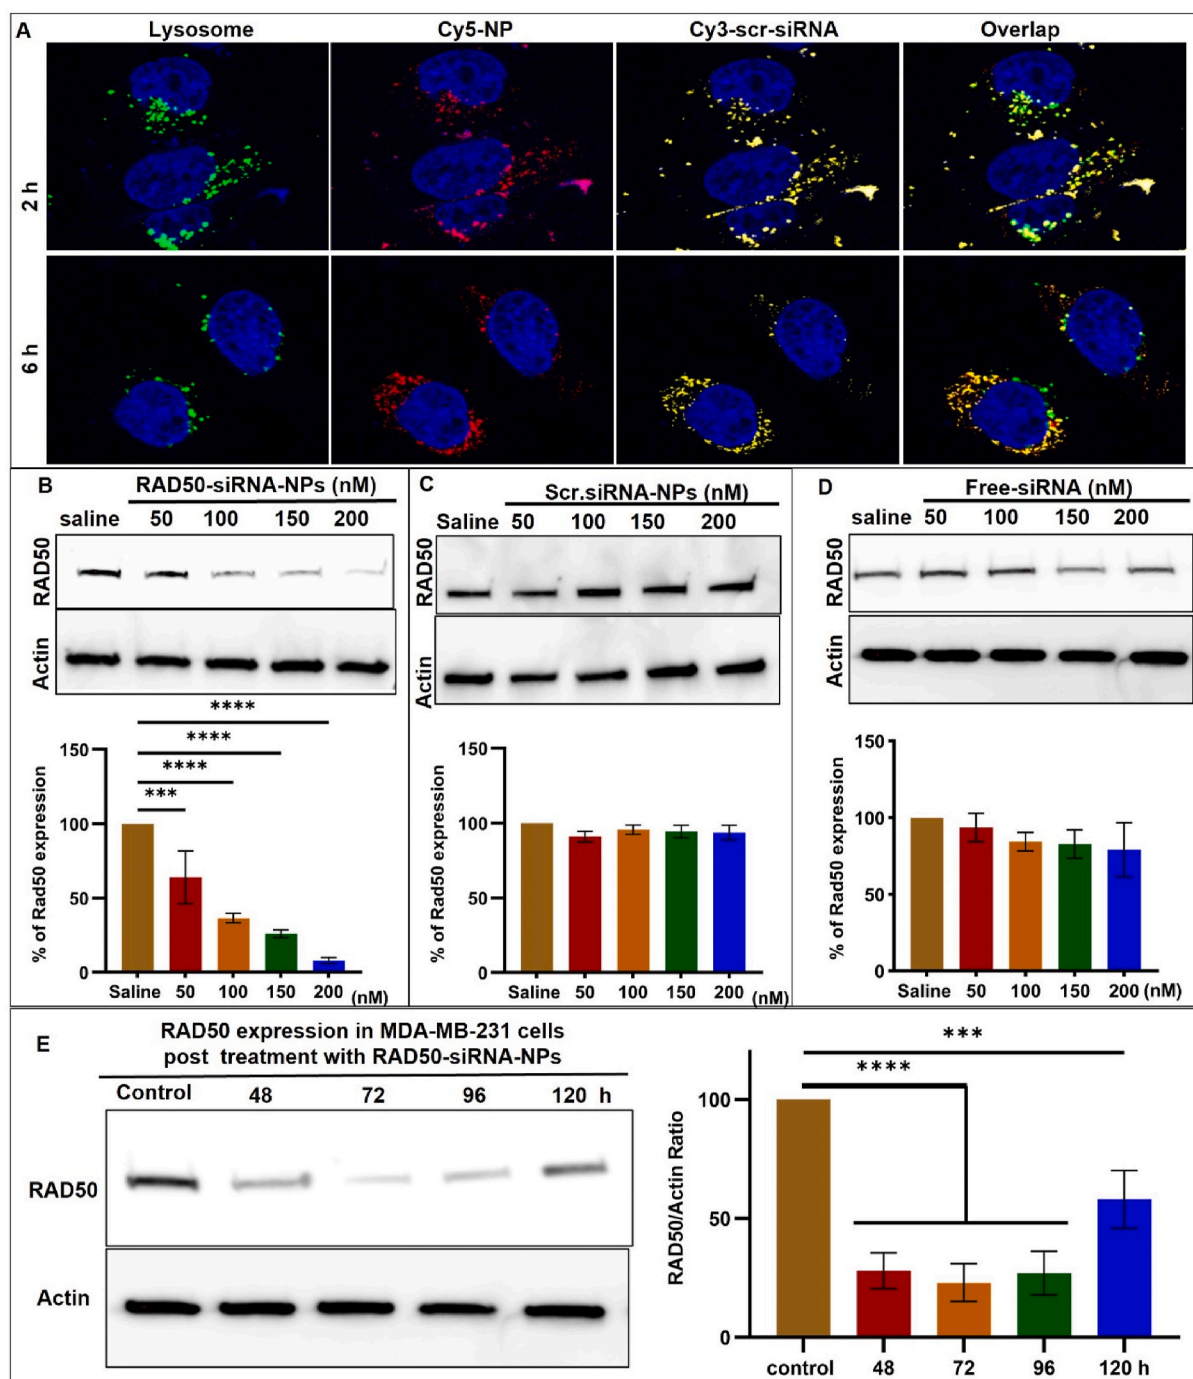 A
Lysosome Cy5-NP Cy3-scr-siRNA Overlap
2 h
6 h
B
RAD50-siRNA-NPs (nM)
saline 50 100 150 200
RAD50
Actin
****
****
****
***
% of Rad50 expression
150
100
50
0
Saline 50 100 150 200 (nM)
C
Scr.siRNA-NPs (nM)
Saline 50 100 150 200
RAD50
Actin
% of Rad50 expression
150
100
50
0
Saline 50 100 150 200
D
Free-siRNA (nM)
saline 50 100 150 200
RAD50
Actin
% of Rad50 expression
150
100
50
0
Saline 50 100 150 200 (nM)
E
RAD50 expression in MDA-MB-231 cells
post treatment with RAD50-siRNA-NPs
Control 48 72 96 120 h
RAD50
Actin
***
****
RAD50/Actin Ratio
100
50
0
control 48 72 96 120 h